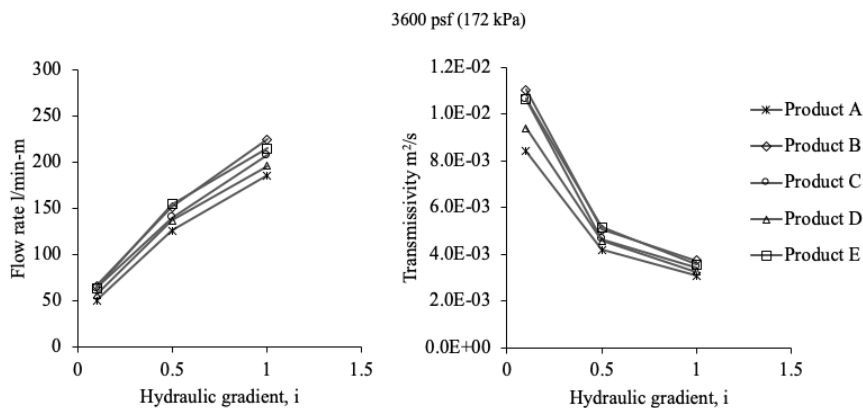 3600 psf (172 kPa)
300
250
200
150
100
50
0
0
0.5
1
1.5
Flow rate l/min-m
Hydraulic gradient, i
1.2E-02
1.0E-02
8.0E-03
6.0E-03
4.0E-03
2.0E-03
0.0E+00
0
0.5
1
1.5
Transmissivity m²/s
Hydraulic gradient, i
Product A
Product B
Product C
Product D
Product E